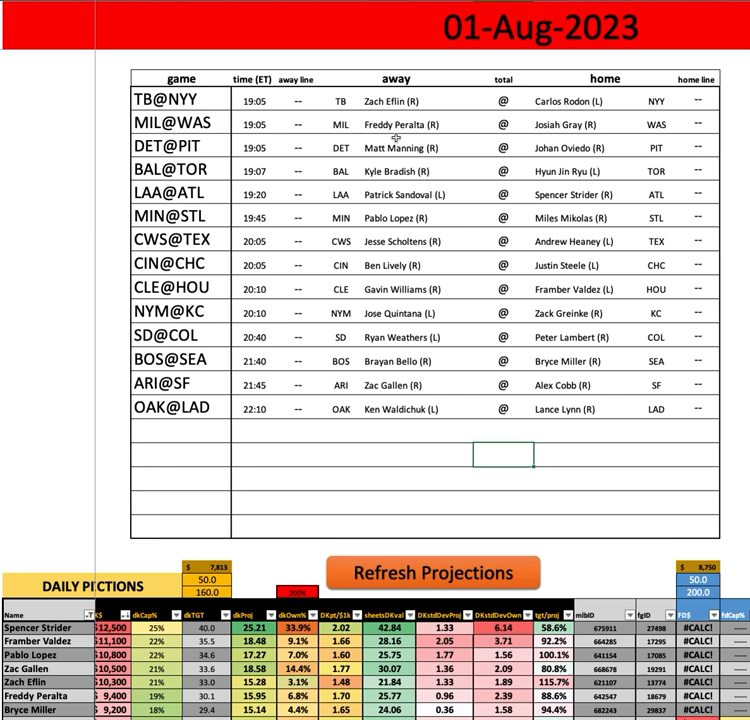 01-Aug-2023
game time (ET) away line away total home home line
TB@NYY 19:05 -- TB Zach Eflin (R) @ Carlos Rodon (L) NYY --
MIL@WAS 19:05 -- MIL Freddy Peralta (R) @ Josiah Gray (R) WAS --
DET@PIT 19:05 -- DET Matt Manning (R) @ Johan Oviedo (R) PIT --
BAL@TOR 19:07 -- BAL Kyle Bradish (R) @ Hyun Jin Ryu (L) TOR --
LAA@ATL 19:20 -- LAA Patrick Sandoval (L) @ Spencer Strider (R) ATL --
MIN@STL 19:45 -- MIN Pablo Lopez (R) @ Miles Mikolas (R) STL --
CWS@TEX 20:05 -- CWS Jesse Scholtens (R) @ Andrew Heaney (L) TEX --
CIN@CHC 20:05 -- CIN Ben Lively (R) @ Justin Steele (L) CHC --
CLE@HOU 20:10 -- CLE Gavin Williams (R) @ Framber Valdez (L) HOU --
NYM@KC 20:10 -- NYM Jose Quintana (L) @ Zack Greinke (R) KC --
SD@COL 20:40 -- SD Ryan Weathers (L) @ Peter Lambert (R) COL --
BOS@SEA 21:40 -- BOS Brayan Bello (R) @ Bryce Miller (R) SEA --
ARI@SF 21:45 -- ARI Zac Gallen (R) @ Alex Cobb (R) SF --
OAK@LAD 22:10 -- OAK Ken Waldichuk (L) @ Lance Lynn (R) LAD --
$ 7,813 Refresh Projections $ 8,750
DAILY PI CTIONS 50.0 50.0
160.0 200% 200.0
Name K$ dkCap% dkTGT dkProj dkOwn% DKpt/$1k sheetsDKval DKstdDevProj DKstdDevOwn tgt/proj mlbID fgID FD$ fdCap%
Spencer Strider $12,500 25% 40.0 25.21 33.9% 2.02 42.84 1.33 6.14 58.6% 675911 27498 #CALC!
Framber Valdez $11,100 22% 35.5 18.48 9.1% 1.66 28.16 2.05 3.71 92.2% 664285 17295 #CALC!
Pablo Lopez $10,800 22% 34.6 17.27 7.0% 1.60 25.75 1.77 1.56 100.1% 641154 17085 #CALC!
Zac Gallen $10,500 21% 33.6 18.58 14.4% 1.77 30.07 1.36 2.09 80.8% 668678 19291 #CALC!
Zach Eflin $10,300 21% 33.0 15.28 3.1% 1.48 21.84 1.33 1.89 115.7% 621107 13774 #CALC!
Freddy Peralta $ 9,400 19% 30.1 15.95 6.8% 1.70 25.77 0.96 2.39 88.6% 642547 18679 #CALC!
Bryce Miller $ 9,200 18% 29.4 15.14 4.4% 1.65 24.06 0.36 1.58 94.4% 682243 29837 #CALC!